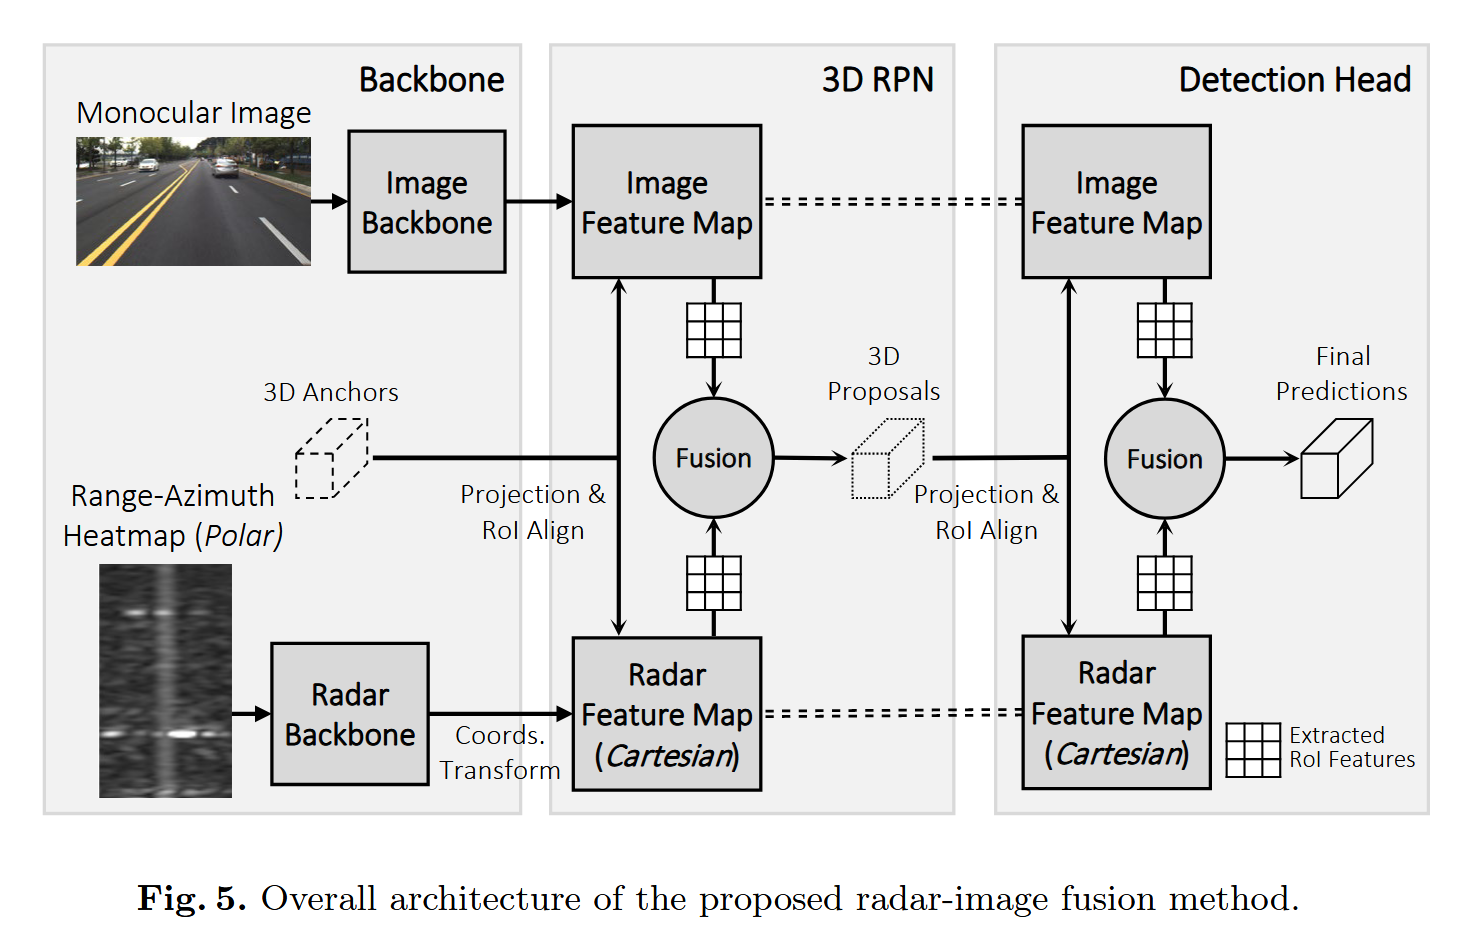 Backbone
Monocular Image
Image
Backbone
3D Anchors
Range-Azimuth
Heatmap (Polar)
Radar
Backbone
Coords.
Transform
3D RPN
Image
Feature Map
Projection &
RoI Align
Fusion
3D
Proposals
Radar
Feature Map
(Cartesian)
Detection Head
Image
Feature Map
Projection &
RoI Align
Fusion
Final
Predictions
Radar
Feature Map
(Cartesian)
Extracted
RoI Features
Fig. 5. Overall architecture of the proposed radar-image fusion method.